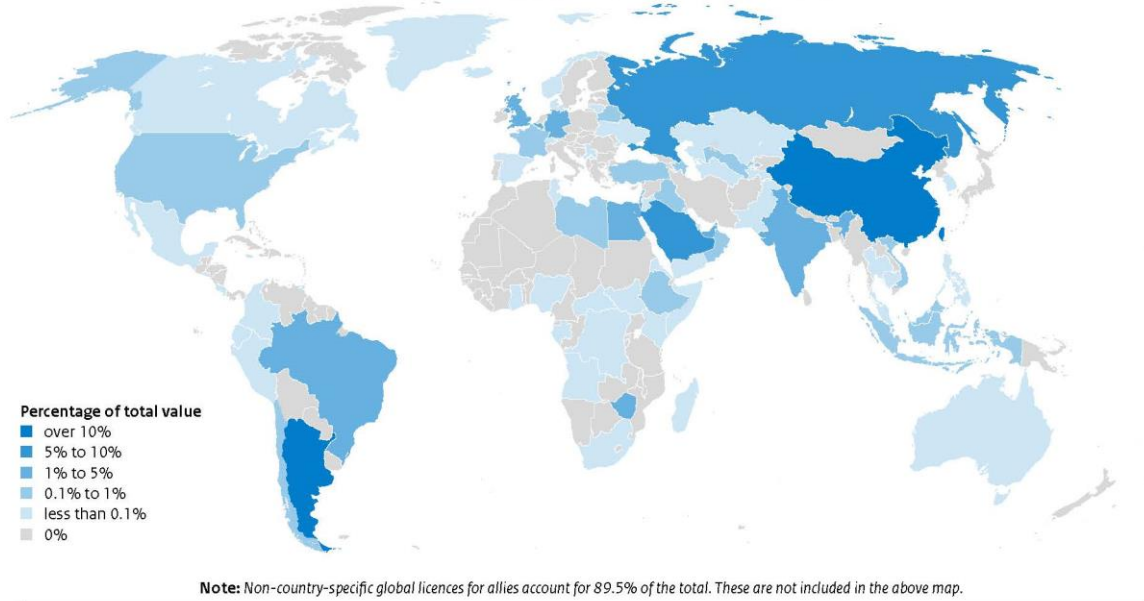 Percentage of total value
over 10%
5% to 10%
1% to 5%
0.1% to 1%
less than 0.1%
0%
Note: Non-country-specific global licences for allies account for 89.5% of the total. These are not included in the above map.